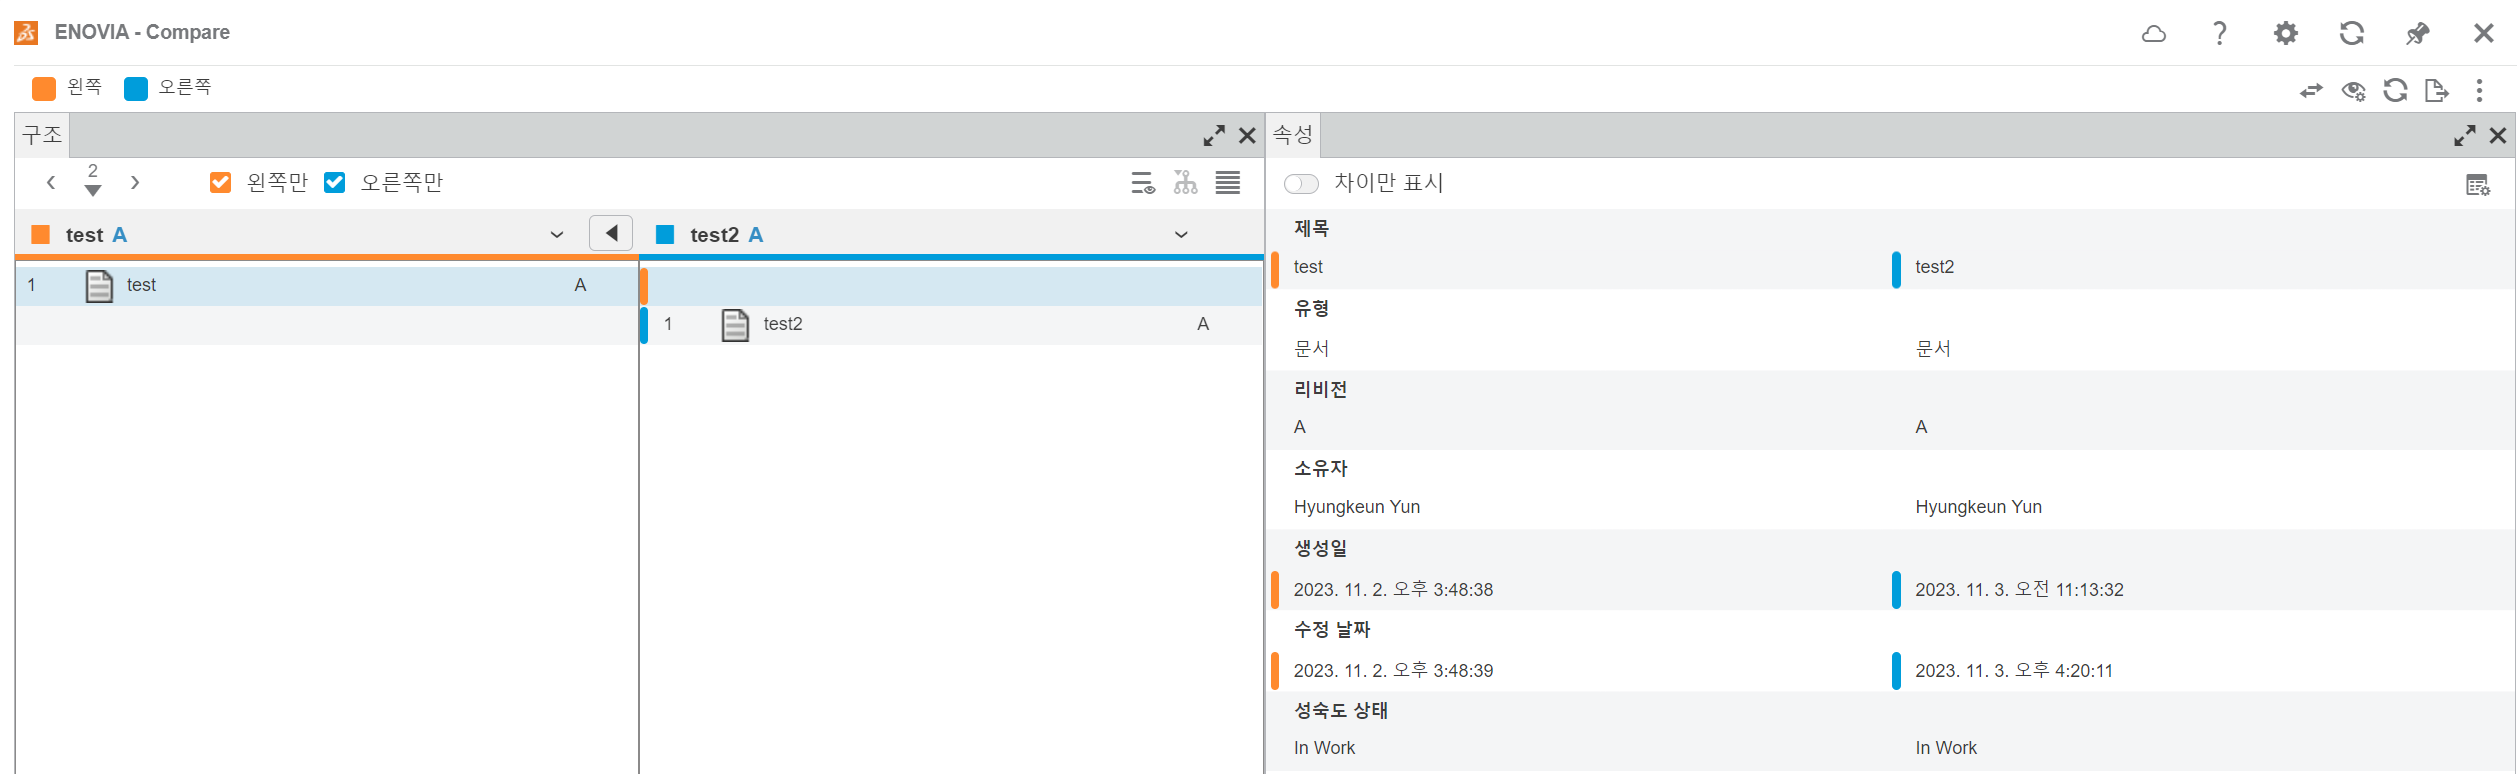 ENOVIA - Compare
왼쪽 오른쪽
구조
2
왼쪽만 오른쪽만
test A
test2 A
1 test A
1 test2 A
속성
차이만 표시
제목
test test2
유형
문서 문서
리비전
A A
소유자
Hyungkeun Yun Hyungkeun Yun
생성일
2023. 11. 2. 오후 3:48:38 2023. 11. 3. 오전 11:13:32
수정 날짜
2023. 11. 2. 오후 3:48:39 2023. 11. 3. 오후 4:20:11
성숙도 상태
In Work In Work